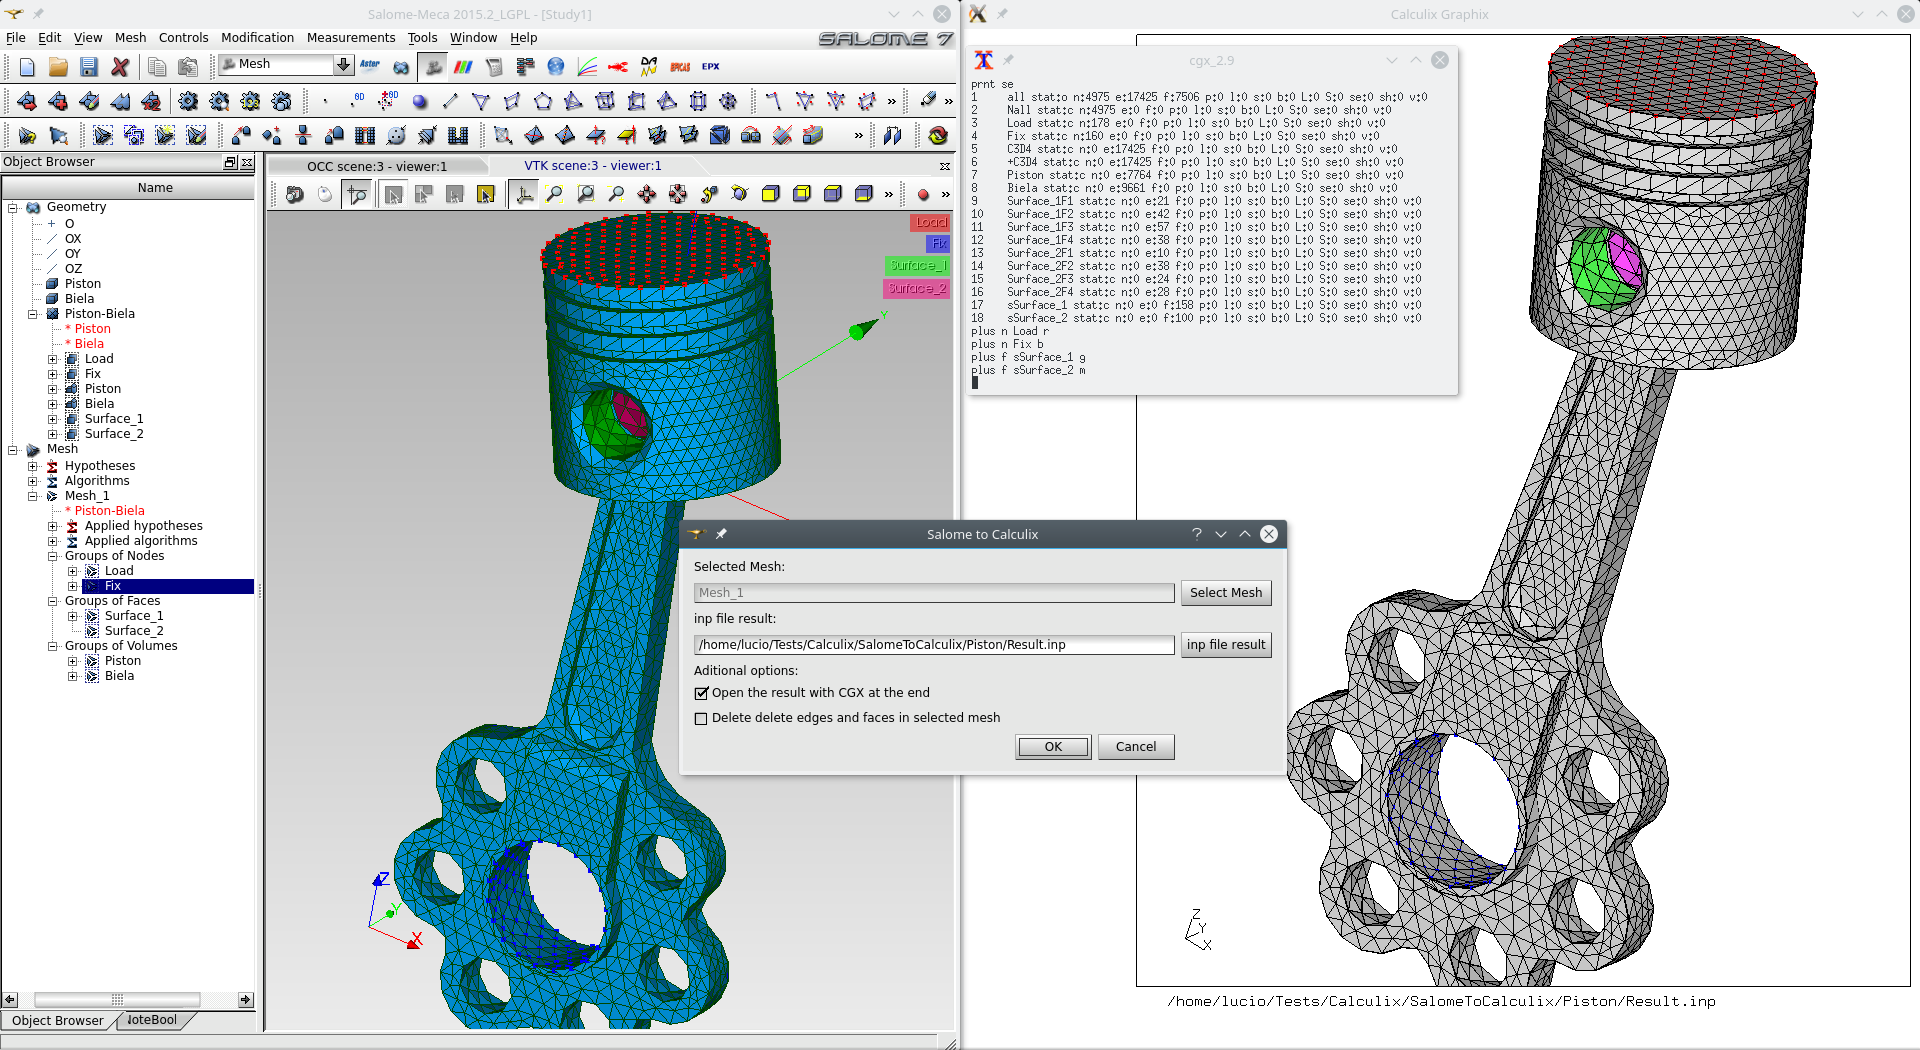 Salome-Meca 2015.2_LGPL - [Study1]
File Edit View Mesh Controls Modification Measurements Tools Window Help
SALOME 7
Mesh
Aster
EFICAS
EPX
0D
0D
Object Browser
Name
Geometry
O
OX
OY
OZ
Piston
Biela
Piston-Biela
* Piston
* Biela
Load
Fix
Piston
Biela
Surface_1
Surface_2
Mesh
Hypotheses
Algorithms
Mesh_1
* Piston-Biela
Applied hypotheses
Applied algorithms
Groups of Nodes
Load
Fix
Groups of Faces
Surface_1
Surface_2
Groups of Volumes
Piston
Biela
Object Browser
NoteBool
OCC scene:3 - viewer:1
VTK scene:3 - viewer:1
Load
Fix
Surface_1
Surface_2
Y
Z
Y
X
Calculix Graphix
cgx_2.9
prnt se
1 all stat:o n:4975 e:17425 f:7506 p:0 l:0 s:0 b:0 L:0 S:0 se:0 sh:0 v:0
2 Nall stat:c n:4975 e:0 f:0 p:0 l:0 s:0 b:0 L:0 S:0 se:0 sh:0 v:0
3 Load stat:c n:178 e:0 f:0 p:0 l:0 s:0 b:0 L:0 S:0 se:0 sh:0 v:0
4 Fix stat:c n:160 e:0 f:0 p:0 l:0 s:0 b:0 L:0 S:0 se:0 sh:0 v:0
5 C3D4 stat:c n:0 e:17425 f:0 p:0 l:0 s:0 b:0 L:0 S:0 se:0 sh:0 v:0
6 +C3D4 stat:c n:0 e:17425 f:0 p:0 l:0 s:0 b:0 L:0 S:0 se:0 sh:0 v:0
7 Piston stat:c n:0 e:7764 f:0 p:0 l:0 s:0 b:0 L:0 S:0 se:0 sh:0 v:0
8 Biela stat:c n:0 e:9661 f:0 p:0 l:0 s:0 b:0 L:0 S:0 se:0 sh:0 v:0
9 Surface_1F1 stat:c n:0 e:21 f:0 p:0 l:0 s:0 b:0 L:0 S:0 se:0 sh:0 v:0
10 Surface_1F2 stat:c n:0 e:42 f:0 p:0 l:0 s:0 b:0 L:0 S:0 se:0 sh:0 v:0
11 Surface_1F3 stat:c n:0 e:57 f:0 p:0 l:0 s:0 b:0 L:0 S:0 se:0 sh:0 v:0
12 Surface_1F4 stat:c n:0 e:38 f:0 p:0 l:0 s:0 b:0 L:0 S:0 se:0 sh:0 v:0
13 Surface_2F1 stat:c n:0 e:10 f:0 p:0 l:0 s:0 b:0 L:0 S:0 se:0 sh:0 v:0
14 Surface_2F2 stat:c n:0 e:38 f:0 p:0 l:0 s:0 b:0 L:0 S:0 se:0 sh:0 v:0
15 Surface_2F3 stat:c n:0 e:24 f:0 p:0 l:0 s:0 b:0 L:0 S:0 se:0 sh:0 v:0
16 Surface_2F4 stat:c n:0 e:28 f:0 p:0 l:0 s:0 b:0 L:0 S:0 se:0 sh:0 v:0
17 sSurface_1 stat:c n:0 e:0 f:158 p:0 l:0 s:0 b:0 L:0 S:0 se:0 sh:0 v:0
18 sSurface_2 stat:c n:0 e:0 f:100 p:0 l:0 s:0 b:0 L:0 S:0 se:0 sh:0 v:0
plus n Load r
plus n Fix b
plus f sSurface_1 g
plus f sSurface_2 m
Salome to Calculix
Selected Mesh:
Mesh_1
Select Mesh
inp file result:
/home/lucio/Tests/Calculix/SalomeToCalculix/Piston/Result.inp
inp file result
Aditional options:
Open the result with CGX at the end
Delete delete edges and faces in selected mesh
OK
Cancel
Z
Y
X
/home/lucio/Tests/Calculix/SalomeToCalculix/Piston/Result.inp